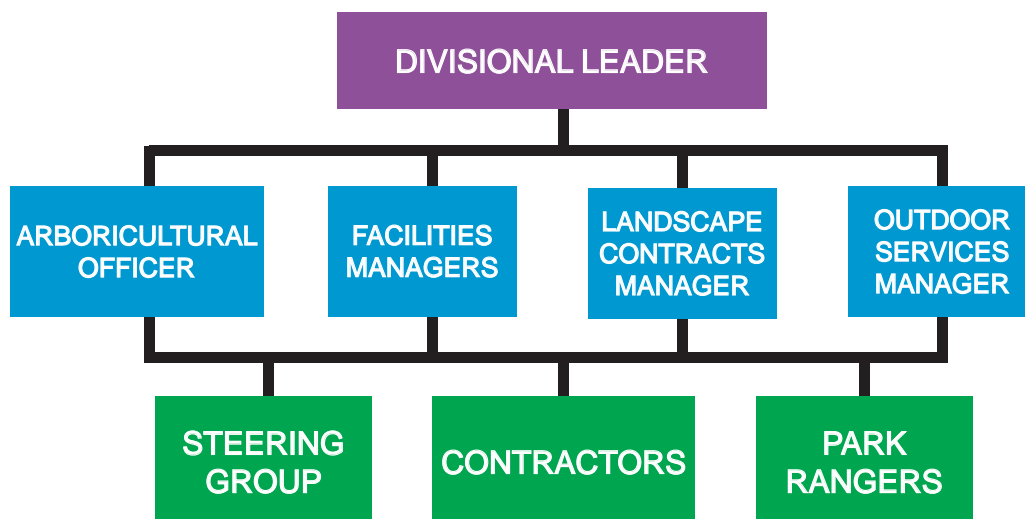 DIVISIONAL LEADER
ARBORICULTURAL
OFFICER
FACILITIES
MANAGERS
LANDSCAPE
CONTRACTS
MANAGER
OUTDOOR
SERVICES
MANAGER
STEERING
GROUP
CONTRACTORS
PARK
RANGERS